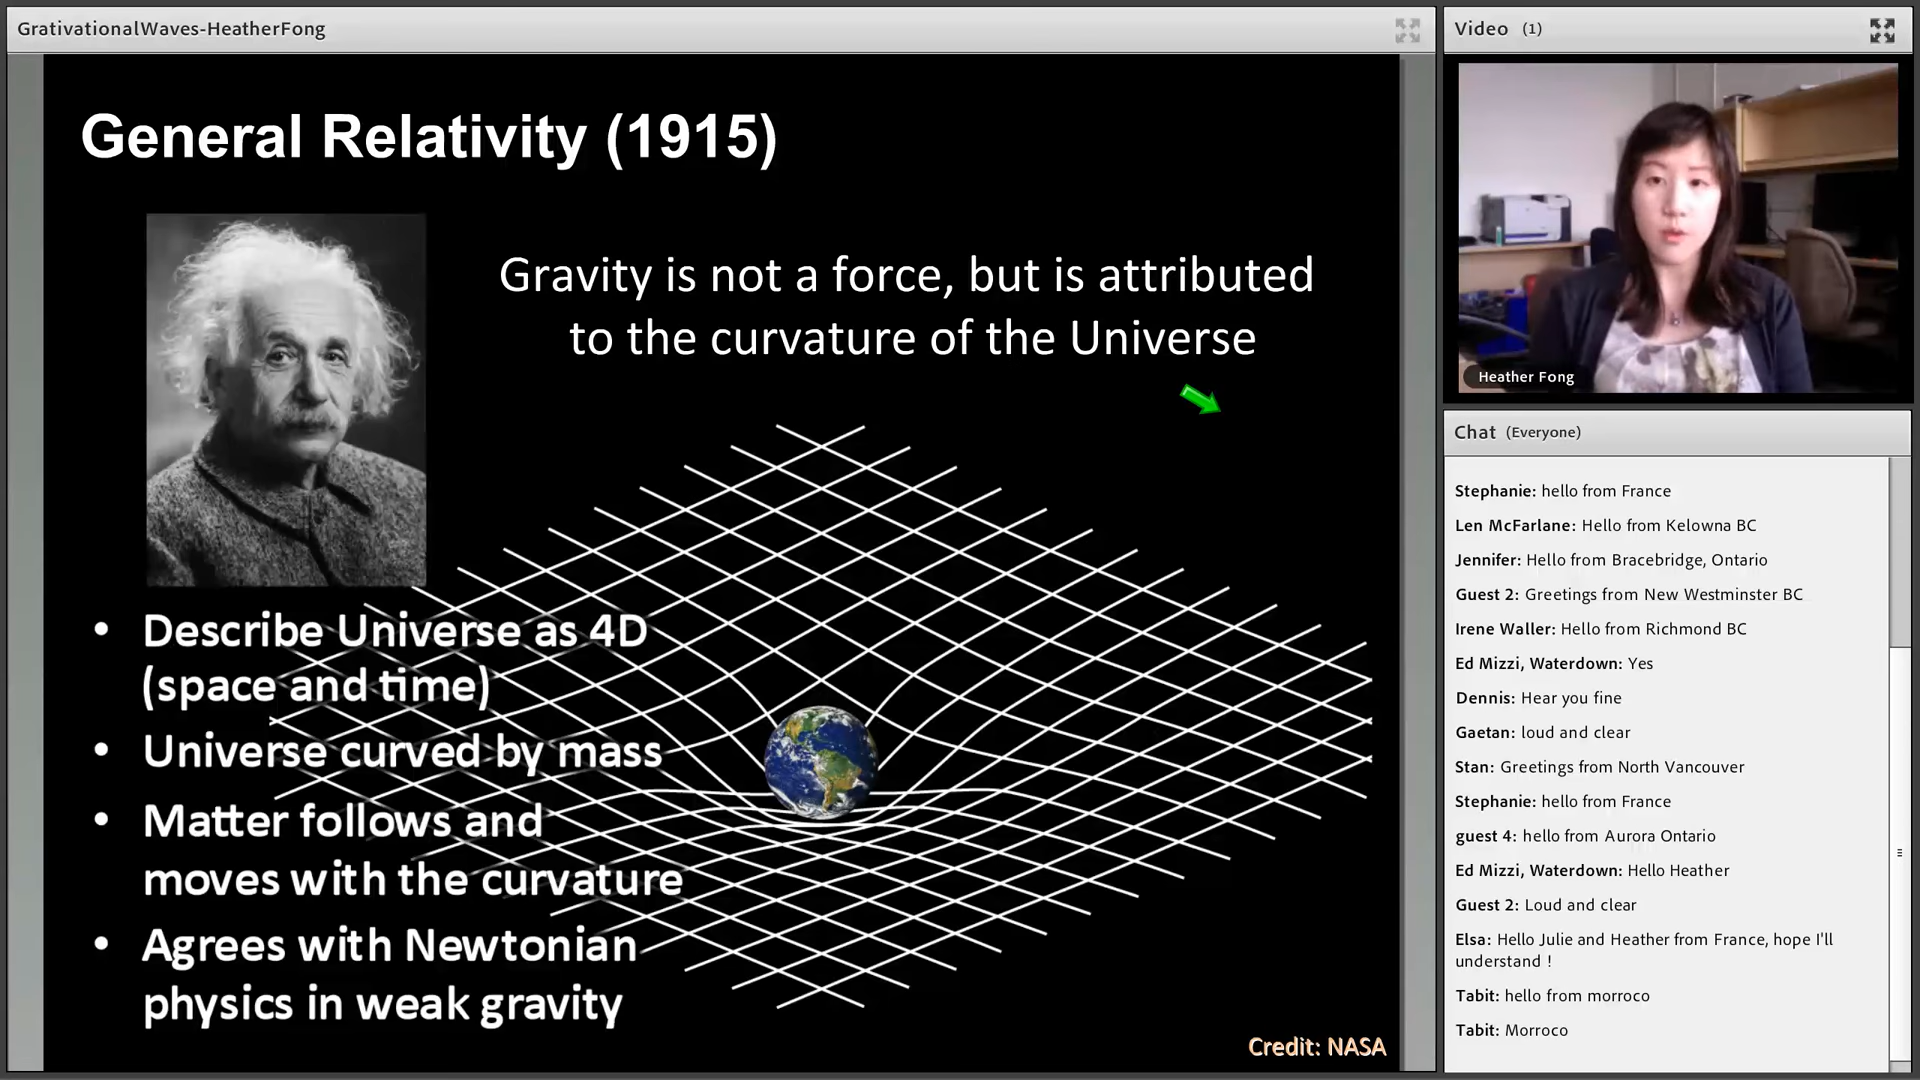 GrativationalWaves-HeatherFong
General Relativity (1915)
Gravity is not a force, but is attributed
to the curvature of the Universe
• Describe Universe as 4D
(space and time)
• Universe curved by mass
• Matter follows and
moves with the curvature
• Agrees with Newtonian
physics in weak gravity
Credit: NASA
Video (1)
Heather Fong
Chat (Everyone)
Stephanie: hello from France
Len McFarlane: Hello from Kelowna BC
Jennifer: Hello from Bracebridge, Ontario
Guest 2: Greetings from New Westminster BC
Irene Waller: Hello from Richmond BC
Ed Mizzi, Waterdown: Yes
Dennis: Hear you fine
Gaetan: loud and clear
Stan: Greetings from North Vancouver
Stephanie: hello from France
guest 4: hello from Aurora Ontario
Ed Mizzi, Waterdown: Hello Heather
Guest 2: Loud and clear
Elsa: Hello Julie and Heather from France, hope I'll
understand !
Tabit: hello from morroco
Tabit: Morroco